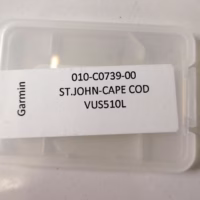 Garmin
010-C0739-00
ST.JOHN-CAPE COD
VUS510L